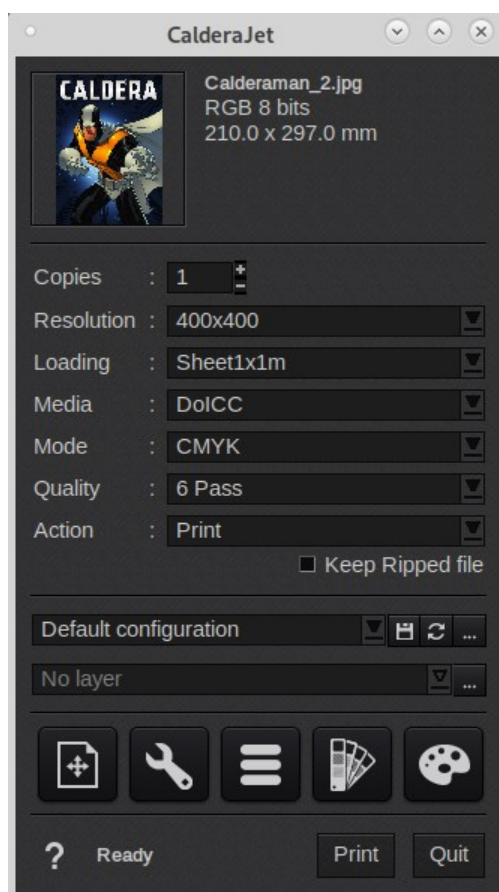 CalderaJet
CALDERA
Calderaman_2.jpg
RGB 8 bits
210.0 x 297.0 mm
Copies : 1 + -
Resolution : 400x400
Loading : Sheet1x1m
Media : DoICC
Mode : CMYK
Quality : 6 Pass
Action : Print
Keep Ripped file
Default configuration ...
No layer ...
? Ready Print Quit